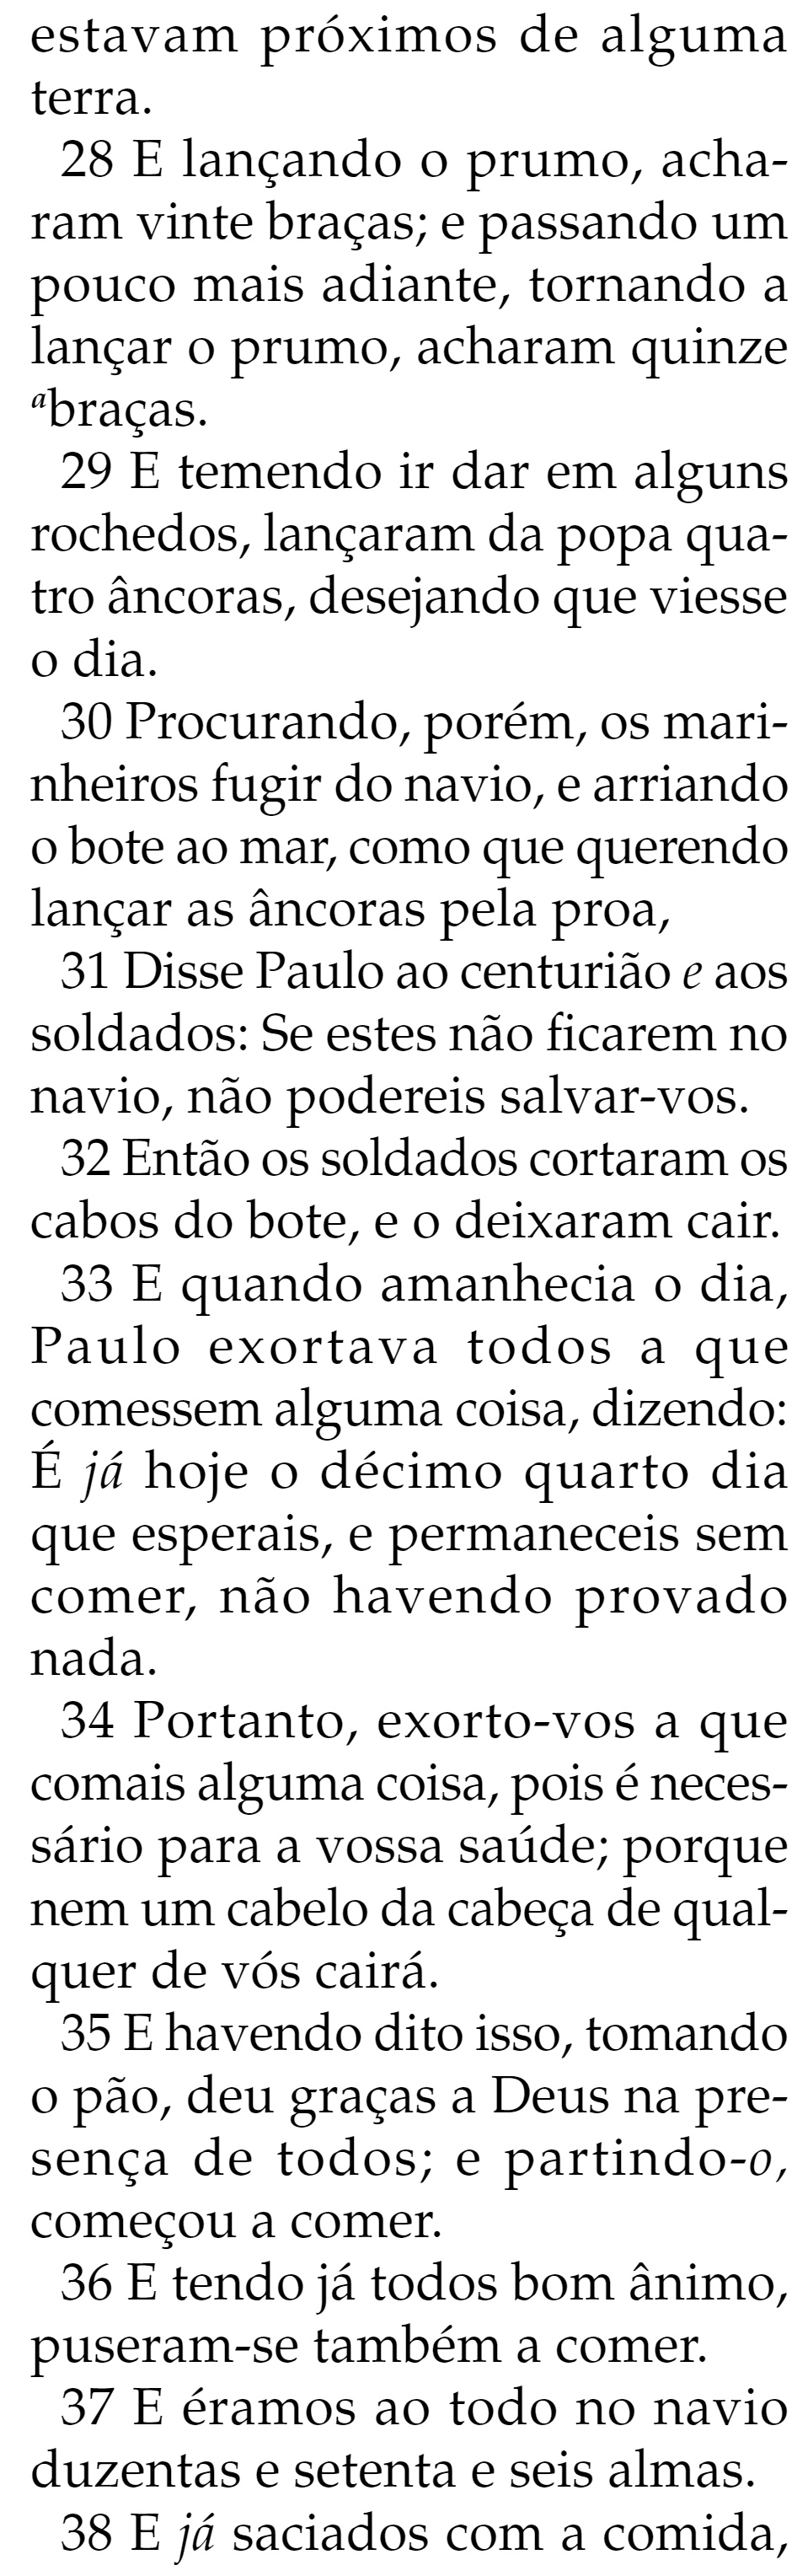 estavam próximos de alguma
terra.
28 E lançando o prumo, acha-
ram vinte braças; e passando um
pouco mais adiante, tornando a
lançar o prumo, acharam quinze
ᵃbraças.
29 E temendo ir dar em alguns
rochedos, lançaram da popa qua-
tro âncoras, desejando que viesse
o dia.
30 Procurando, porém, os mari-
nheiros fugir do navio, e arriando
o bote ao mar, como que querendo
lançar as âncoras pela proa,
31 Disse Paulo ao centurião e aos
soldados: Se estes não ficarem no
navio, não podereis salvar-vos.
32 Então os soldados cortaram os
cabos do bote, e o deixaram cair.
33 E quando amanhecia o dia,
Paulo exortava todos a que
comessem alguma coisa, dizendo:
É já hoje o décimo quarto dia
que esperais, e permaneceis sem
comer, não havendo provado
nada.
34 Portanto, exorto-vos a que
comais alguma coisa, pois é neces-
sário para a vossa saúde; porque
nem um cabelo da cabeça de qual-
quer de vós cairá.
35 E havendo dito isso, tomando
o pão, deu graças a Deus na pre-
sença de todos; e partindo-o,
começou a comer.
36 E tendo já todos bom ânimo,
puseram-se também a comer.
37 E éramos ao todo no navio
duzentas e setenta e seis almas.
38 E já saciados com a comida,